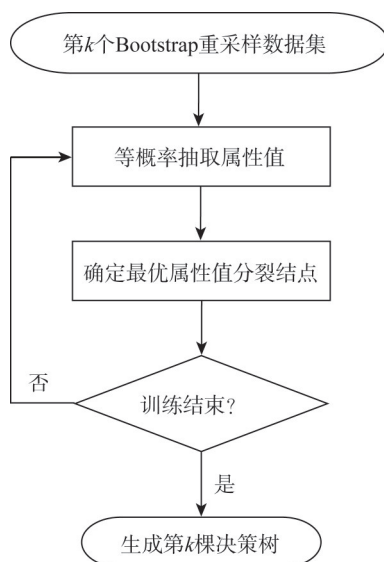 第k个Bootstrap重采样数据集
等概率抽取属性值
确定最优属性值分裂结点
否
训练结束?
是
生成第k棵决策树